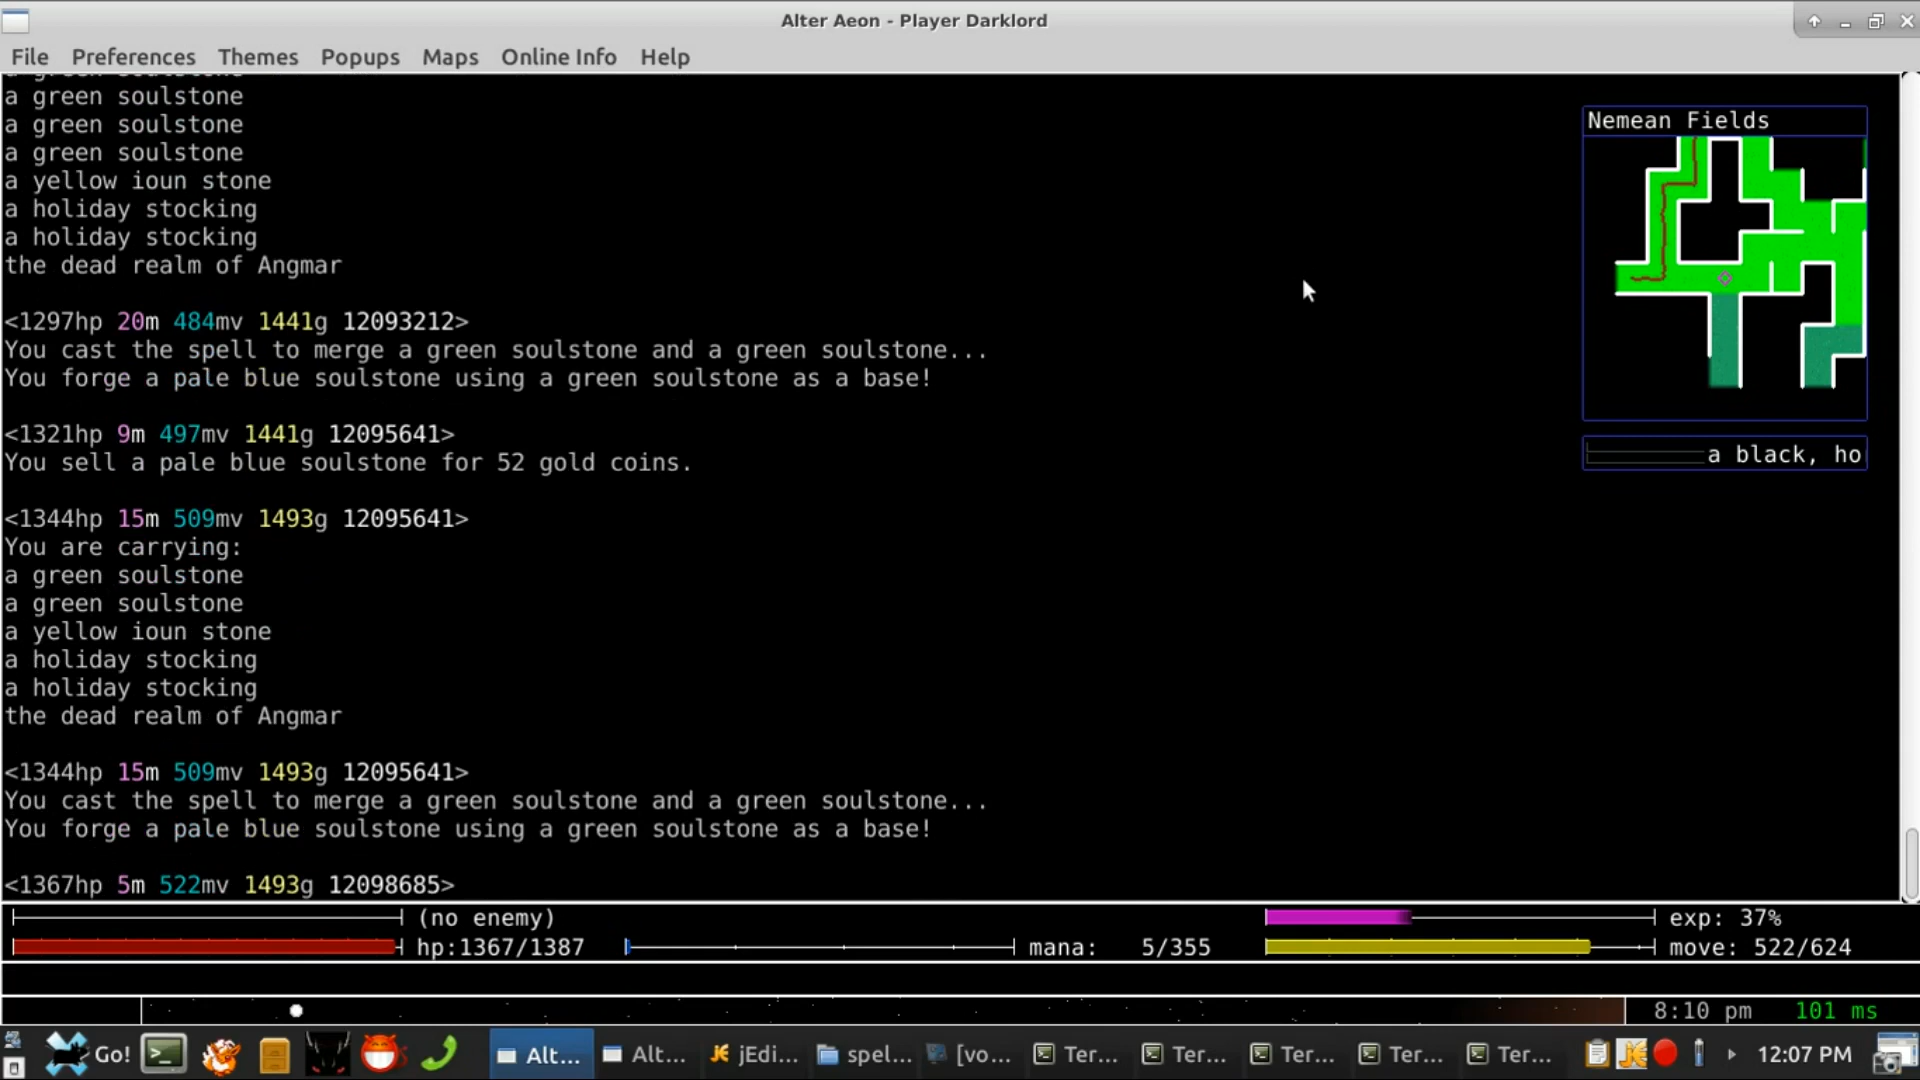 Alter Aeon - Player Darklord
File Preferences Themes Popups Maps Online Info Help
a green soulstone
a green soulstone
a green soulstone
a green soulstone
a yellow ioun stone
a holiday stocking
a holiday stocking
the dead realm of Angmar
<1297hp 20m 484mv 1441g 12093212>
You cast the spell to merge a green soulstone and a green soulstone...
You forge a pale blue soulstone using a green soulstone as a base!
<1321hp 9m 497mv 1441g 12095641>
You sell a pale blue soulstone for 52 gold coins.
<1344hp 15m 509mv 1493g 12095641>
You are carrying:
a green soulstone
a green soulstone
a yellow ioun stone
a holiday stocking
a holiday stocking
the dead realm of Angmar
<1344hp 15m 509mv 1493g 12095641>
You cast the spell to merge a green soulstone and a green soulstone...
You forge a pale blue soulstone using a green soulstone as a base!
<1367hp 5m 522mv 1493g 12098685>
Nemean Fields
a black, ho
(no enemy) exp: 37%
hp:1367/1387 mana: 5/355 move: 522/624
8:10 pm 101 ms
Go! Alt... Alt... jEdi... spel... [vo... Ter... Ter... Ter... Ter... Ter... 12:07 PM